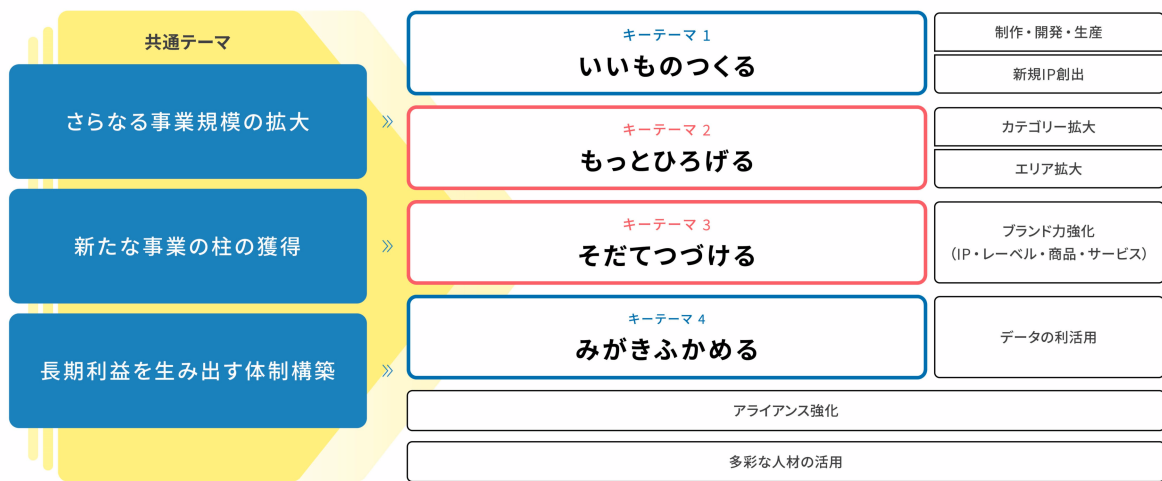 共通テーマ
さらなる事業規模の拡大
新たな事業の柱の獲得
長期利益を生み出す体制構築
キーテーマ 1
いいものつくる
制作・開発・生産
新規IP創出
キーテーマ 2
もっとひろげる
カテゴリー拡大
エリア拡大
キーテーマ 3
そだてつづける
ブランド力強化
（IP・レーベル・商品・サービス）
キーテーマ 4
みがきふかめる
データの利活用
アライアンス強化
多彩な人材の活用